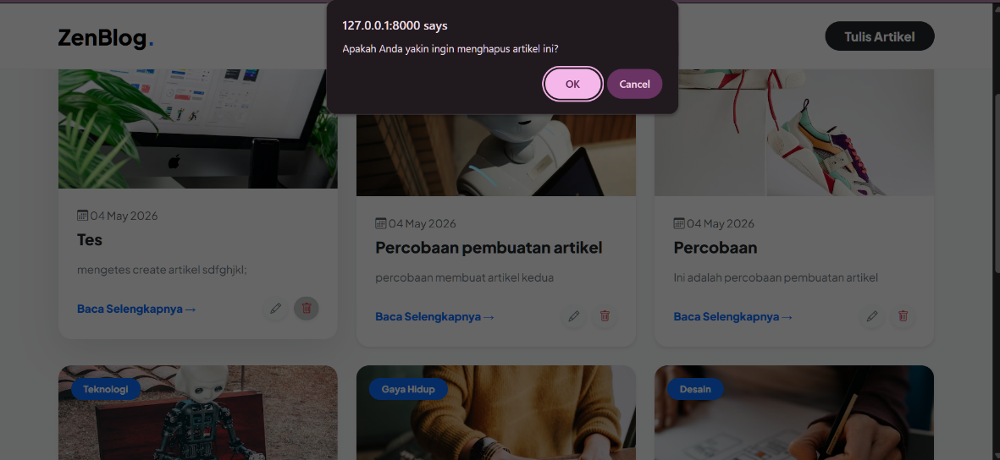 127.0.0.1:8000 says
Apakah Anda yakin ingin menghapus artikel ini?
OK
Cancel
ZenBlog.
Tulis Artikel
04 May 2026
Tes
mengetes create artikel sdfghjkl;
Baca Selengkapnya →
04 May 2026
Percobaan pembuatan artikel
percobaan membuat artikel kedua
Baca Selengkapnya →
04 May 2026
Percobaan
Ini adalah percobaan pembuatan artikel
Baca Selengkapnya →
Teknologi
Gaya Hidup
Desain